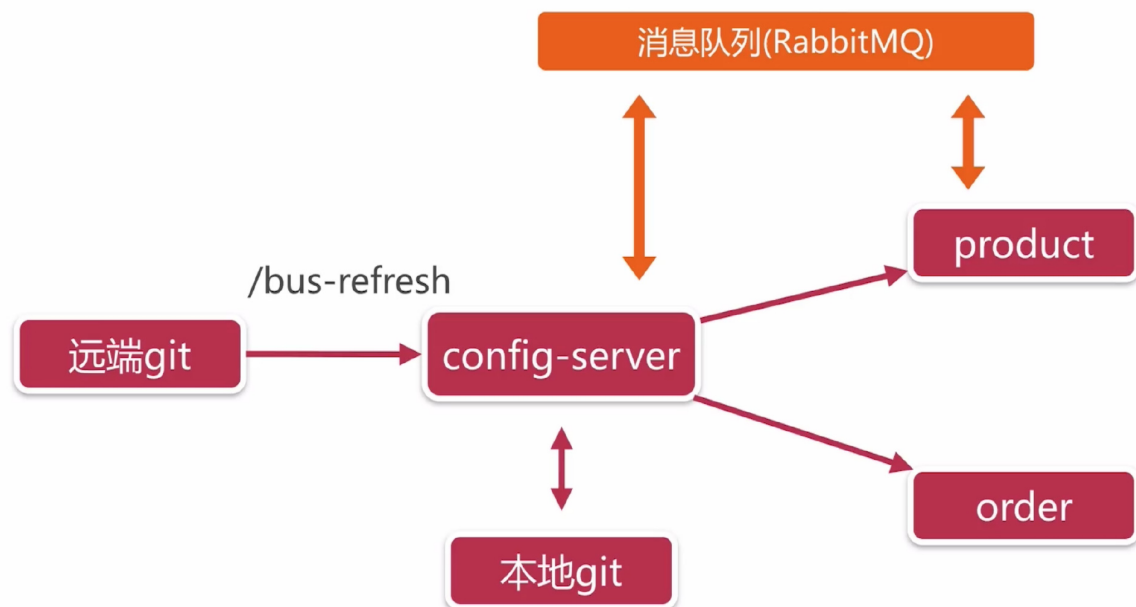 消息队列(RabbitMQ)
product
/bus-refresh
远端git
config-server
order
本地git